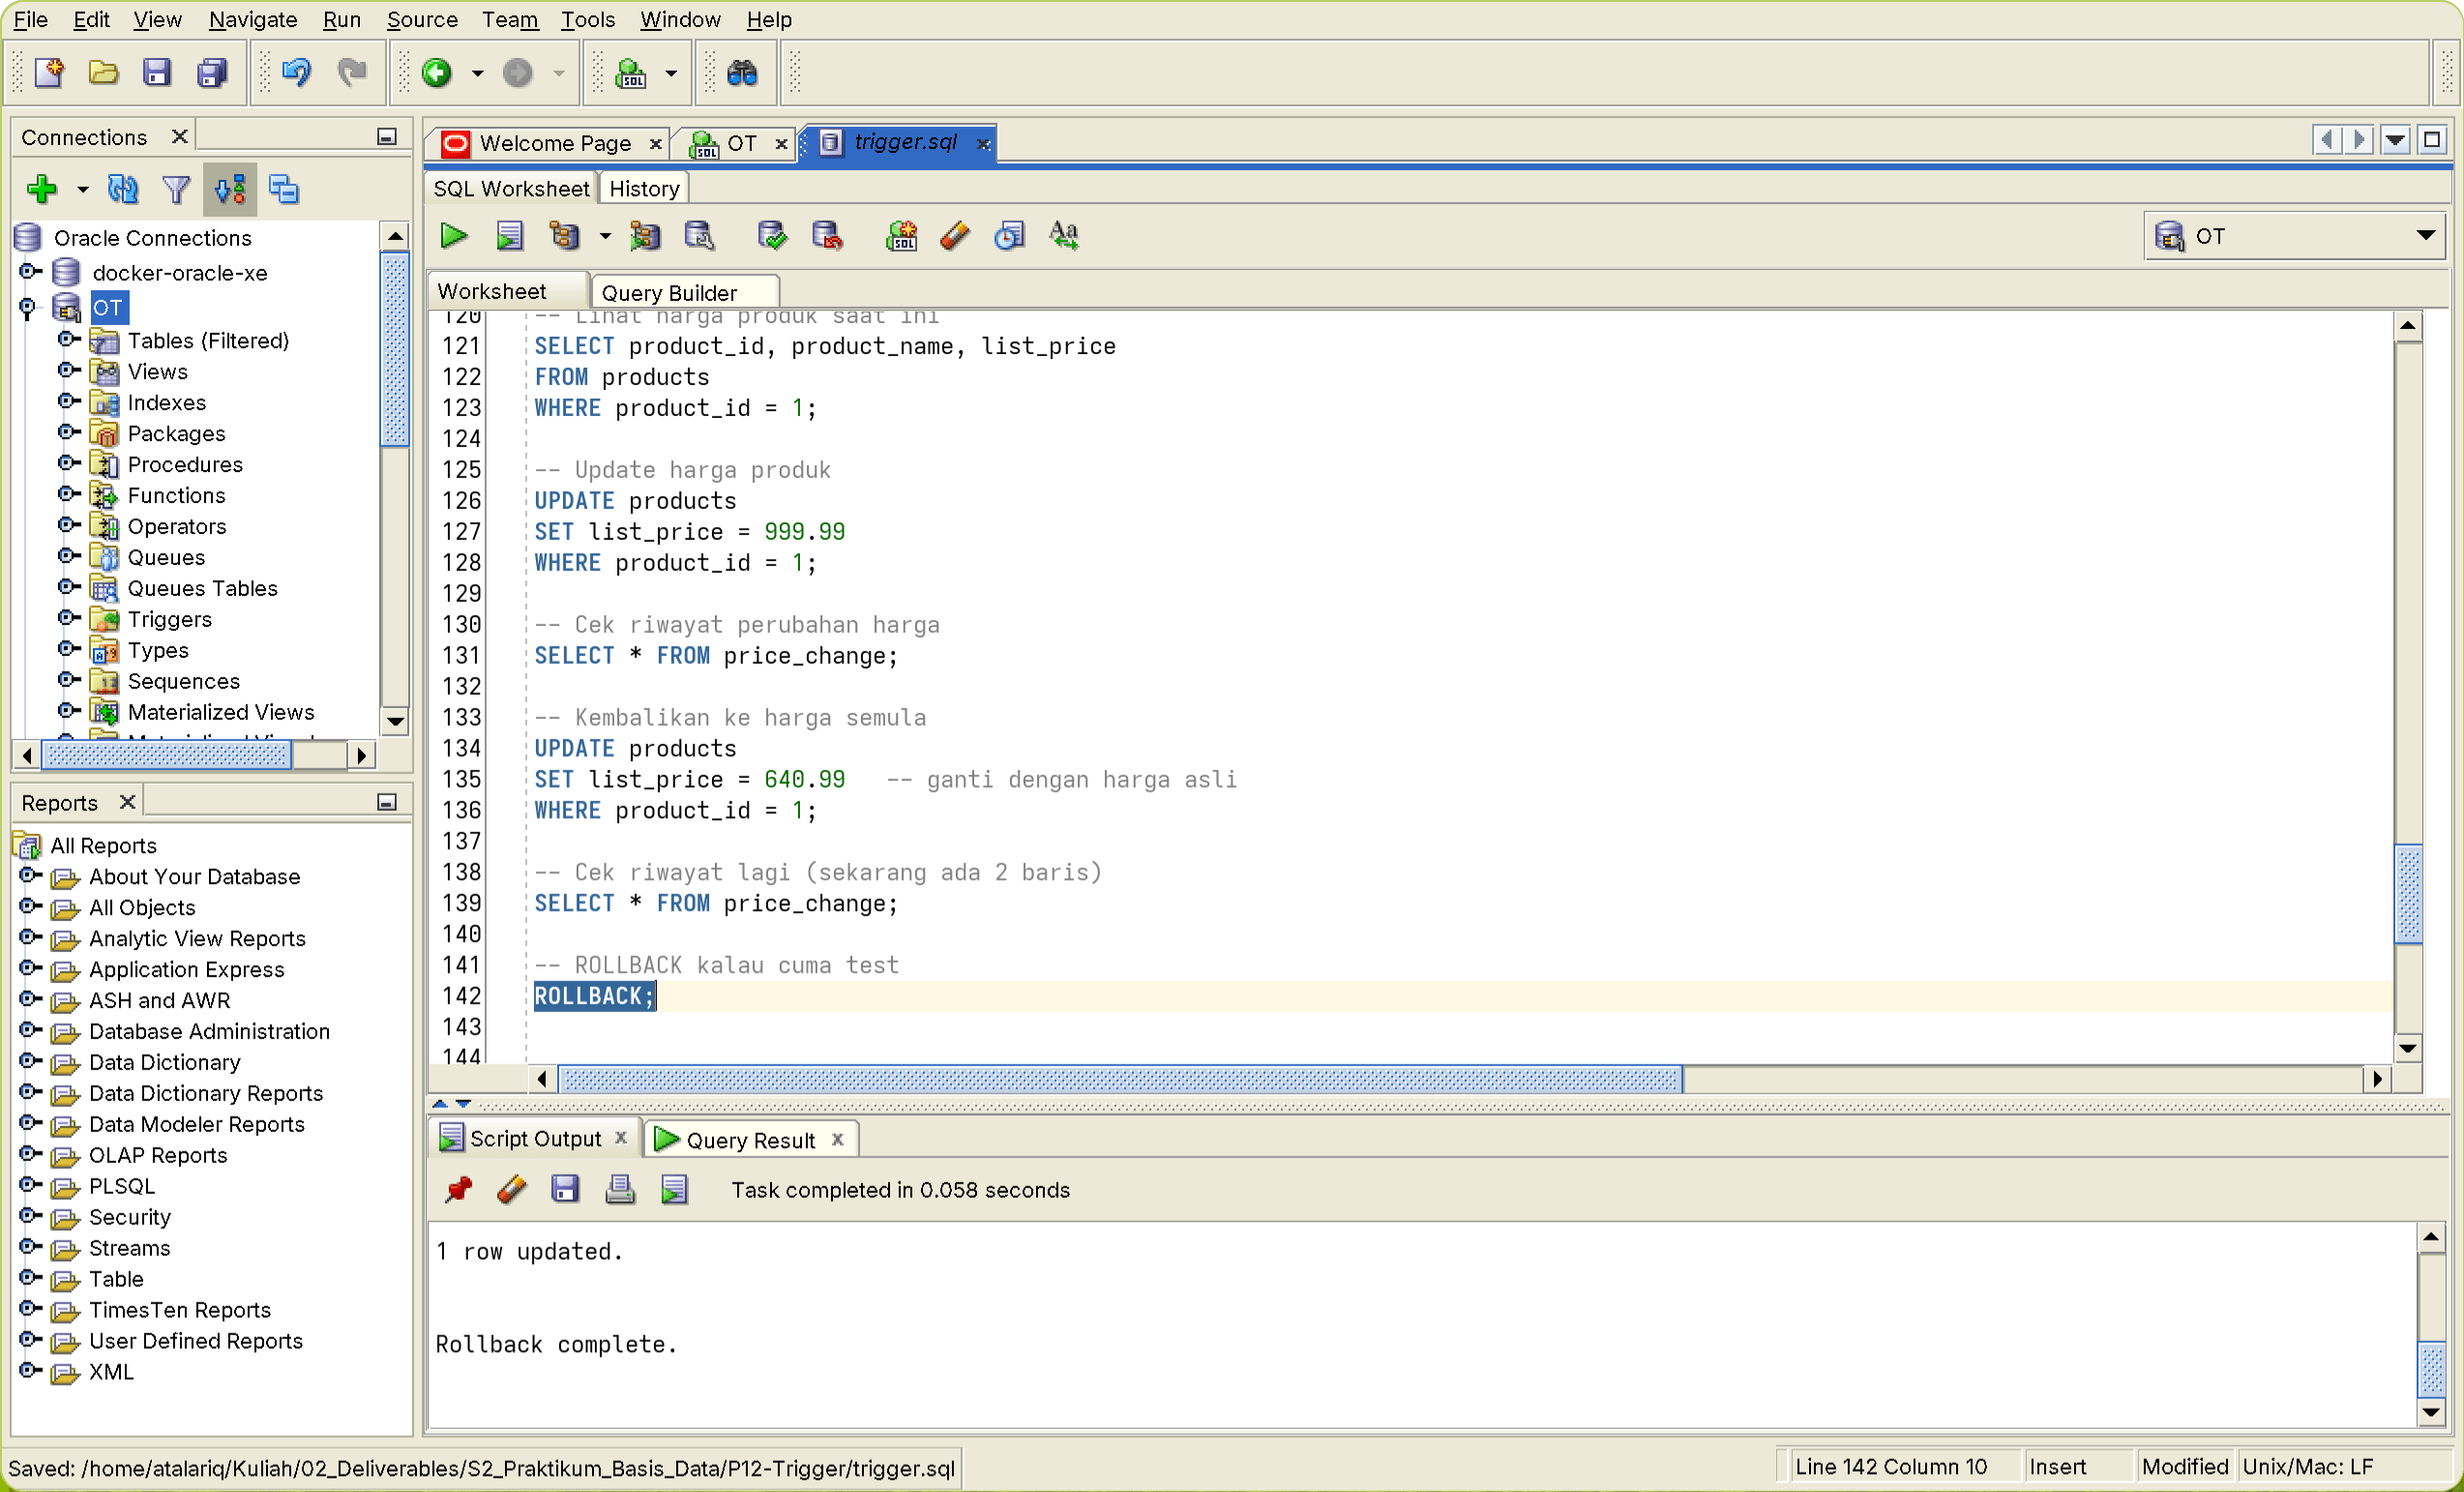 File Edit View Navigate Run Source Team Tools Window Help
Connections
Oracle Connections
docker-oracle-xe
OT
Tables (Filtered)
Views
Indexes
Packages
Procedures
Functions
Operators
Queues
Queues Tables
Triggers
Types
Sequences
Materialized Views
Reports
All Reports
About Your Database
All Objects
Analytic View Reports
Application Express
ASH and AWR
Database Administration
Data Dictionary
Data Dictionary Reports
Data Modeler Reports
OLAP Reports
PLSQL
Security
Streams
Table
TimesTen Reports
User Defined Reports
XML
Welcome Page OT trigger.sql
SQL Worksheet History
OT
Worksheet Query Builder
120 -- Lihat harga produk saat ini
121 SELECT product_id, product_name, list_price
122 FROM products
123 WHERE product_id = 1;
124
125 -- Update harga produk
126 UPDATE products
127 SET list_price = 999.99
128 WHERE product_id = 1;
129
130 -- Cek riwayat perubahan harga
131 SELECT * FROM price_change;
132
133 -- Kembalikan ke harga semula
134 UPDATE products
135 SET list_price = 640.99 -- ganti dengan harga asli
136 WHERE product_id = 1;
137
138 -- Cek riwayat lagi (sekarang ada 2 baris)
139 SELECT * FROM price_change;
140
141 -- ROLLBACK kalau cuma test
142 ROLLBACK;
143
144
Script Output Query Result
Task completed in 0.058 seconds
1 row updated.
Rollback complete.
Saved: /home/atalariq/Kuliah/02_Deliverables/S2_Praktikum_Basis_Data/P12-Trigger/trigger.sql
Line 142 Column 10 Insert Modified Unix/Mac: LF